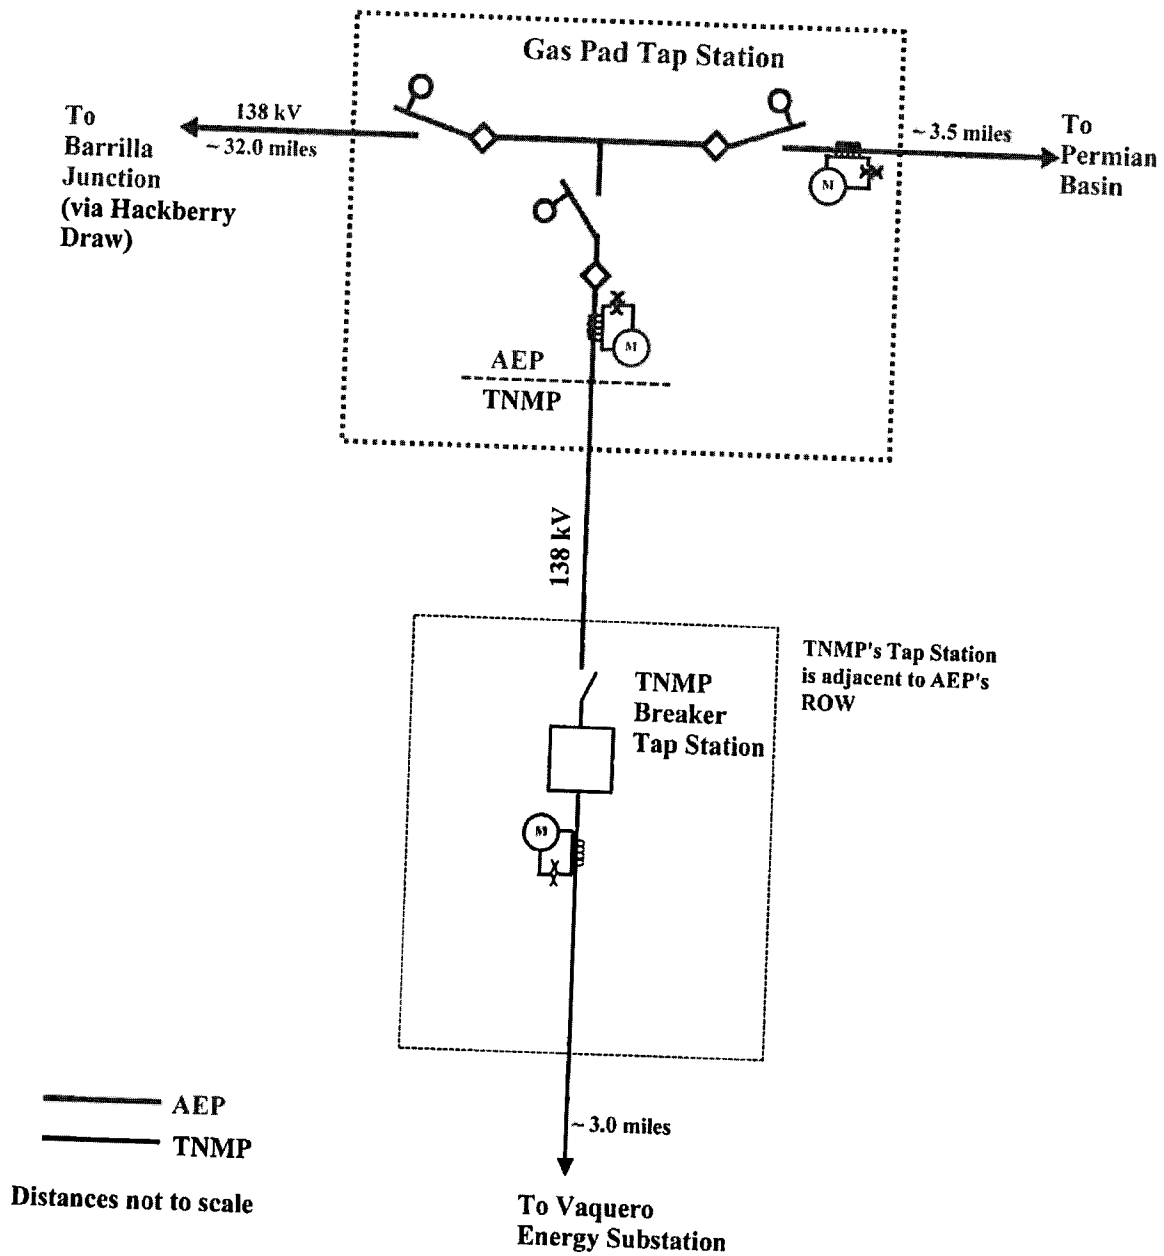 Gas Pad Tap Station
To
Barrilla
Junction
(via Hackberry
Draw)
138 kV
~ 32.0 miles
~ 3.5 miles
To
Permian
Basin
M
M
AEP
TNMP
138 kV
TNMP
Breaker
Tap Station
TNMP's Tap Station
is adjacent to AEP's
ROW
M
AEP
TNMP
Distances not to scale
~ 3.0 miles
To Vaquero
Energy Substation